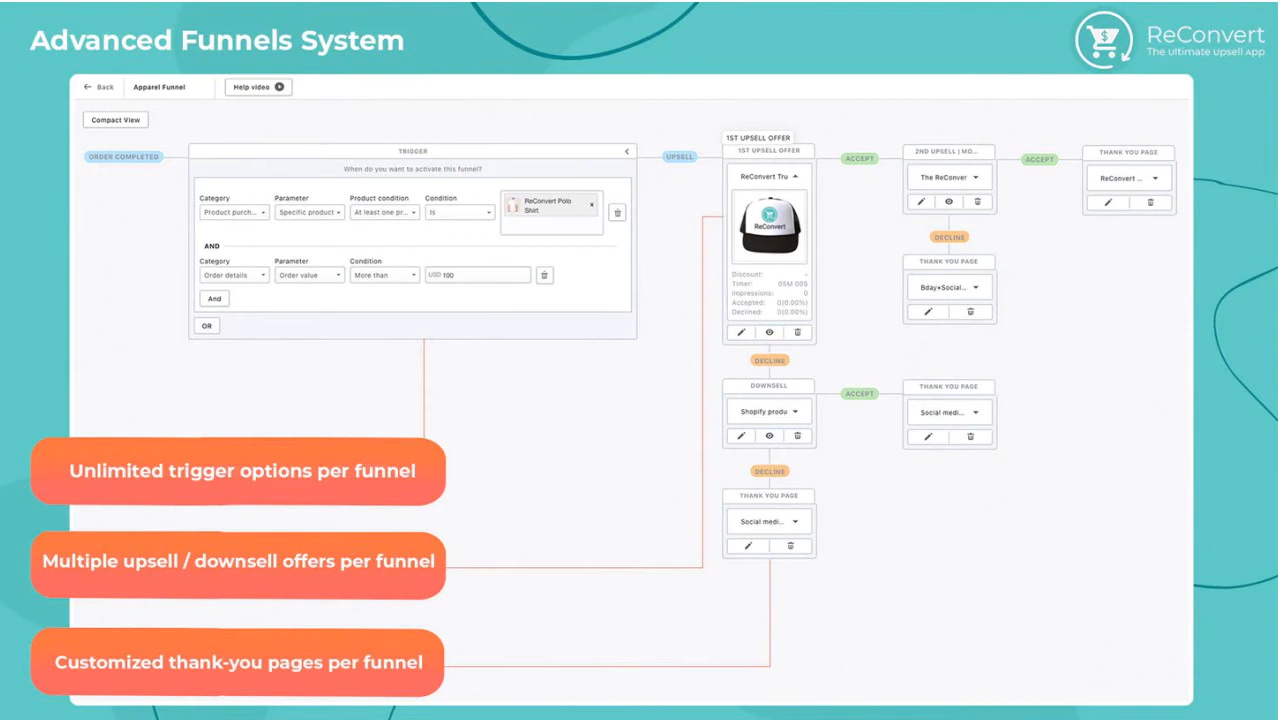 Advanced Funnels System
ReConvert
The ultimate upsell App
← Back
Apparel Funnel
Help video
Compact View
ORDER COMPLETED
TRIGGER
When do you want to activate this funnel?
Category
Parameter
Product condition
Condition
Product purch...
Specific product
At least one pr...
Is
ReConvert Polo
Shirt
x
AND
Category
Parameter
Condition
Order details
Order value
More than
USD 100
And
OR
UPSELL
1ST UPSELL OFFER
1ST UPSELL OFFER
ReConvert Tru
ReConvert
Discount: -
Timer: 05M 00S
Impressions: 0
Accepted: 0(0.00%)
Declined: 0(0.00%)
ACCEPT
2ND UPSELL | MO...
The ReConver
ACCEPT
THANK YOU PAGE
ReConvert ...
DECLINE
THANK YOU PAGE
Bday+Social...
DECLINE
DOWNSELL
Shopify produ
ACCEPT
THANK YOU PAGE
Social medi...
DECLINE
THANK YOU PAGE
Social medi...
Unlimited trigger options per funnel
Multiple upsell / downsell offers per funnel
Customized thank-you pages per funnel